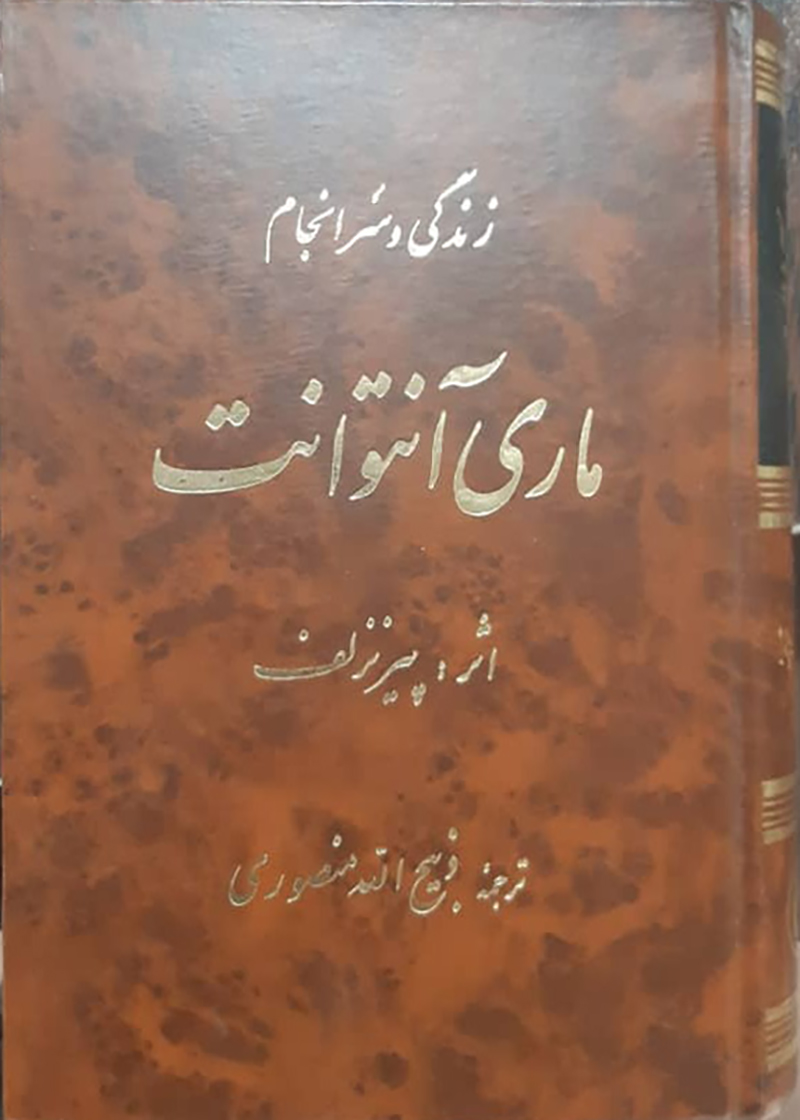 زندگی و سرانجام
ماری آنتوانت
اثر : پیر نزلف
ترجمهٔ ذبیح الله منصوری